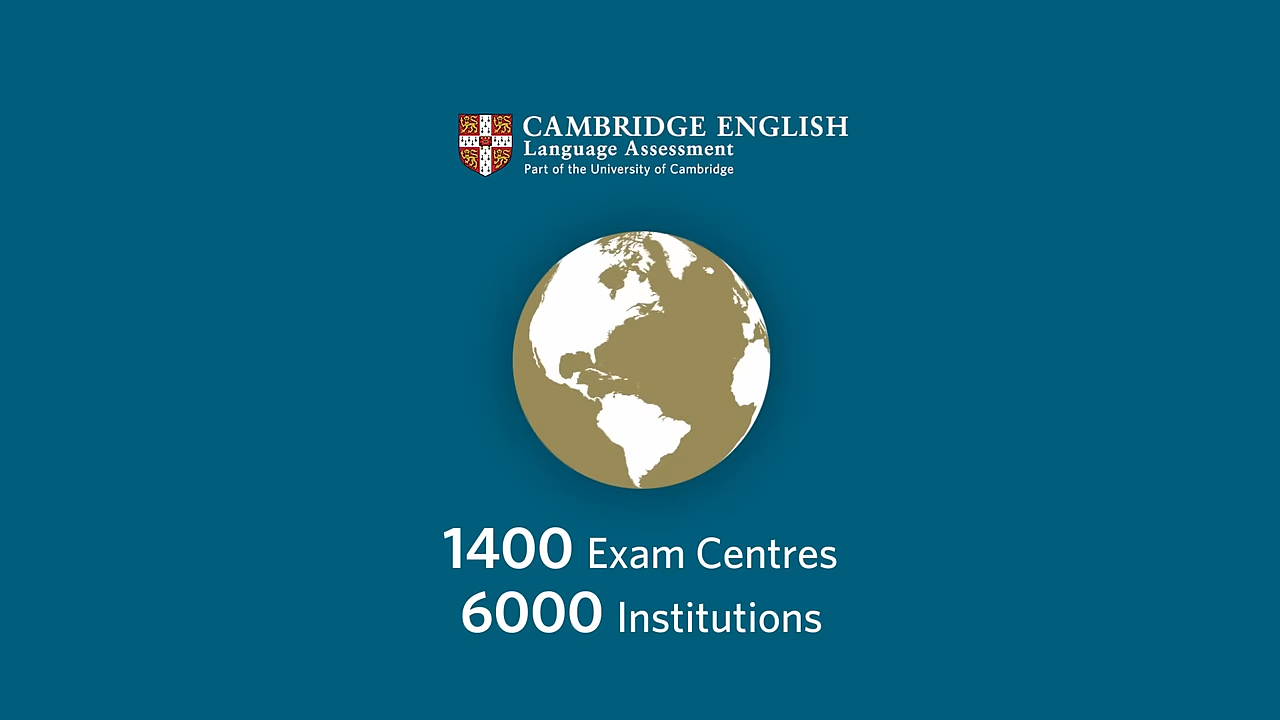 CAMBRIDGE ENGLISH
Language Assessment
Part of the University of Cambridge
1400 Exam Centres
6000 Institutions